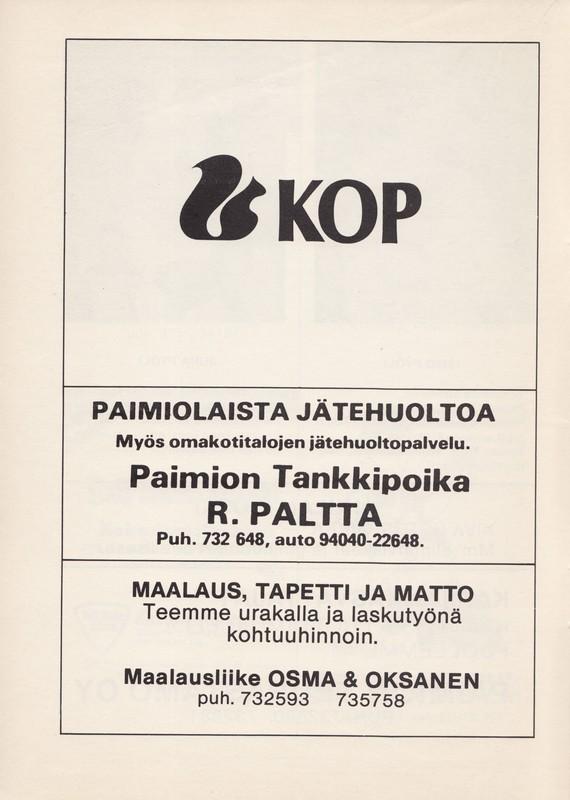 KOP
PAIMIOLAISTA JÄTEHUOLTOA
Myös omakotitalojen jätehuoltopalvelu.
Paimion Tankkipoika
R. PALTTA
Puh. 732 648, auto 94040-22648.
MAALAUS, TAPETTI JA MATTO
Teemme urakalla ja laskutyönä
kohtuuhinnoin.
Maalausliike OSMA & OKSANEN
puh. 732593 735758